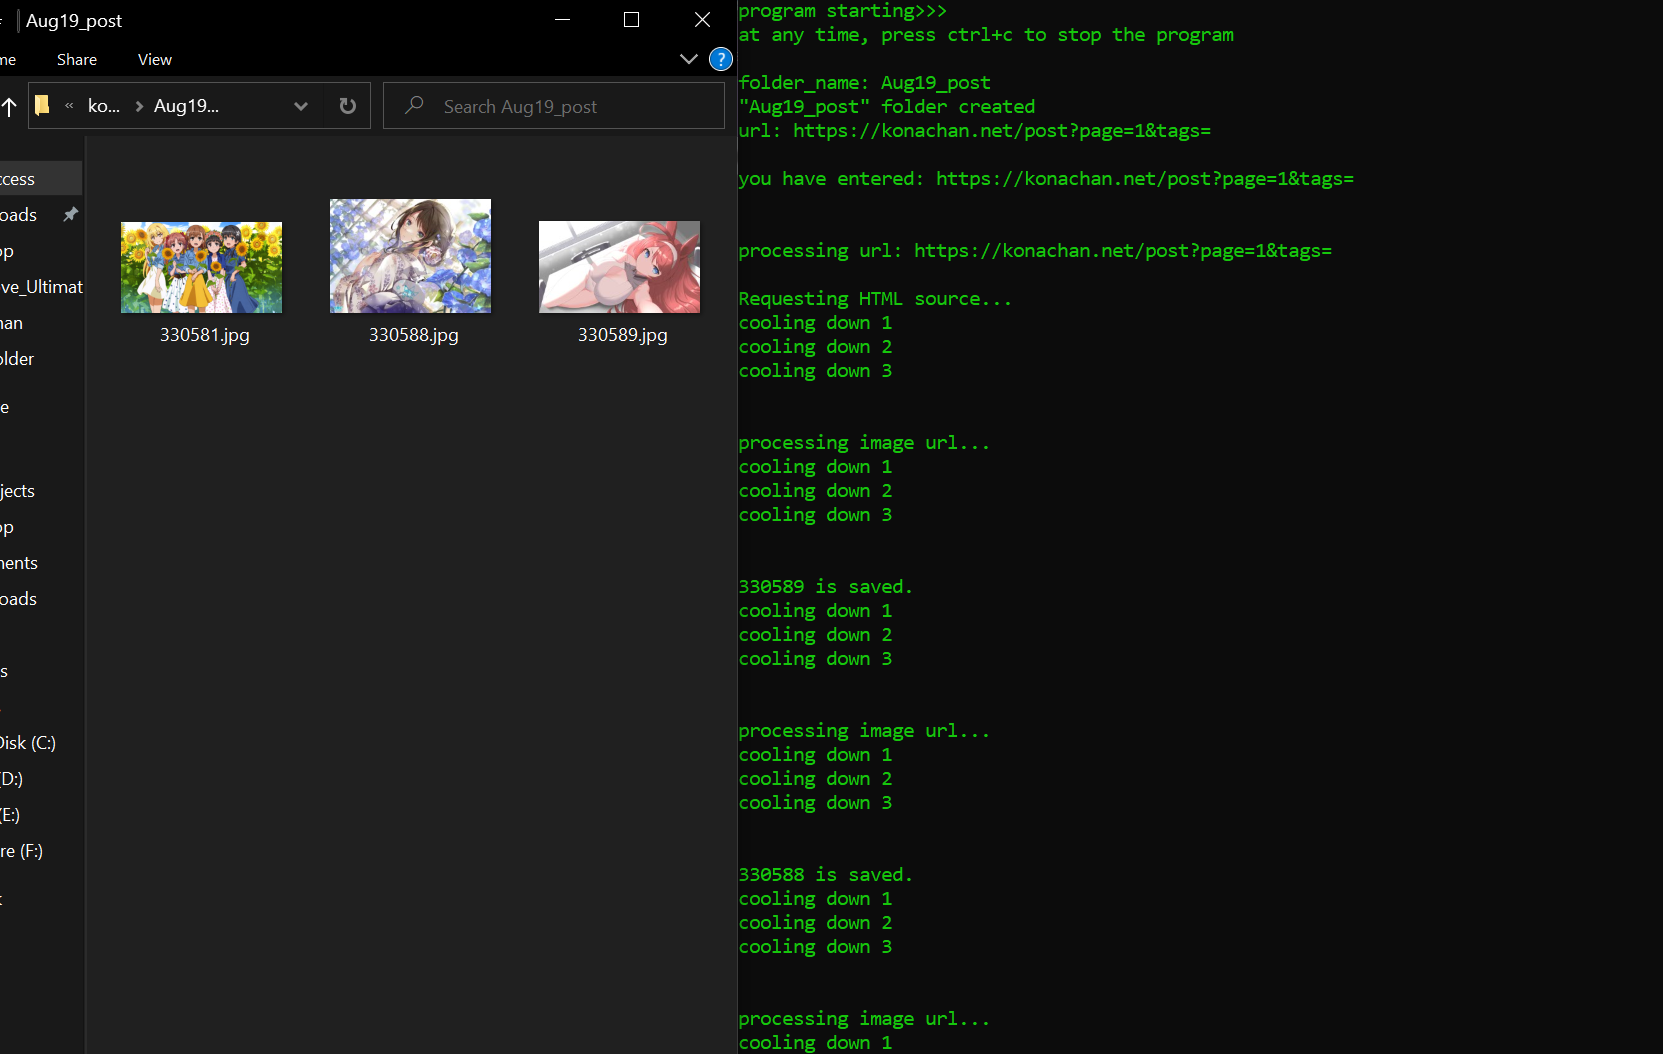 Aug19_post
me
Share
View
?
« ko... > Aug19...
Search Aug19_post
ccess
oads
op
ve_Ultimat
nan
older
e
jects
op
nents
oads
s
Disk (C:)
(D:)
(E:)
re (F:)
330581.jpg
330588.jpg
330589.jpg
program starting>>>
at any time, press ctrl+c to stop the program
folder_name: Aug19_post
"Aug19_post" folder created
url: https://konachan.net/post?page=1&tags=
you have entered: https://konachan.net/post?page=1&tags=
processing url: https://konachan.net/post?page=1&tags=
Requesting HTML source...
cooling down 1
cooling down 2
cooling down 3
processing image url...
cooling down 1
cooling down 2
cooling down 3
330589 is saved.
cooling down 1
cooling down 2
cooling down 3
processing image url...
cooling down 1
cooling down 2
cooling down 3
330588 is saved.
cooling down 1
cooling down 2
cooling down 3
processing image url...
cooling down 1